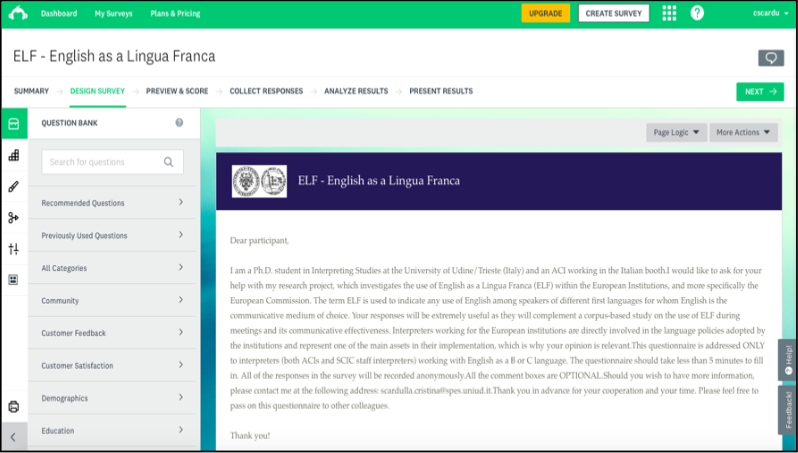 Dashboard My Surveys Plans & Pricing UPGRADE CREATE SURVEY ? escardu
ELF - English as a Lingua Franca
SUMMARY DESIGN SURVEY PREVIEW & SCORE COLLECT RESPONSES ANALYZE RESULTS PRESENT RESULTS NEXT
QUESTION BANK ?
Search for questions
Recommended Questions
Previously Used Questions
All Categories
Community
Customer Feedback
Customer Satisfaction
Demographics
Education
Page Logic More Actions
ELF - English as a Lingua Franca
Dear participant,
I am a Ph.D. student in Interpreting Studies at the University of Udine/Trieste (Italy) and an ACI working in the Italian booth.I would like to ask for your
help with my research project, which investigates the use of English as a Lingua Franca (ELF) within the European Institutions, and more specifically the
European Commission. The term ELF is used to indicate any use of English among speakers of different first languages for whom English is the
communicative medium of choice. Your responses will be extremely useful as they will complement a corpus-based study on the use of ELF during
meetings and its communicative effectiveness. Interpreters working for the European institutions are directly involved in the language policies adopted by
the institutions and represent one of the main assets in their implementation, which is why your opinion is relevant.This questionnaire is addressed ONLY
to interpreters (both ACIs and SCIC staff interpreters) working with English as a B or C language. The questionnaire should take less than 5 minutes to fill
in. All of the responses in the survey will be recorded anonymously.All the comment boxes are OPTIONAL.Should you wish to have more information,
please contact me at the following address: scardulla.cristina@spes.uniud.it.Thank you in advance for your cooperation and your time. Please feel free to
pass on this questionnaire to other colleagues.
Thank you!
Help!
Feedback!